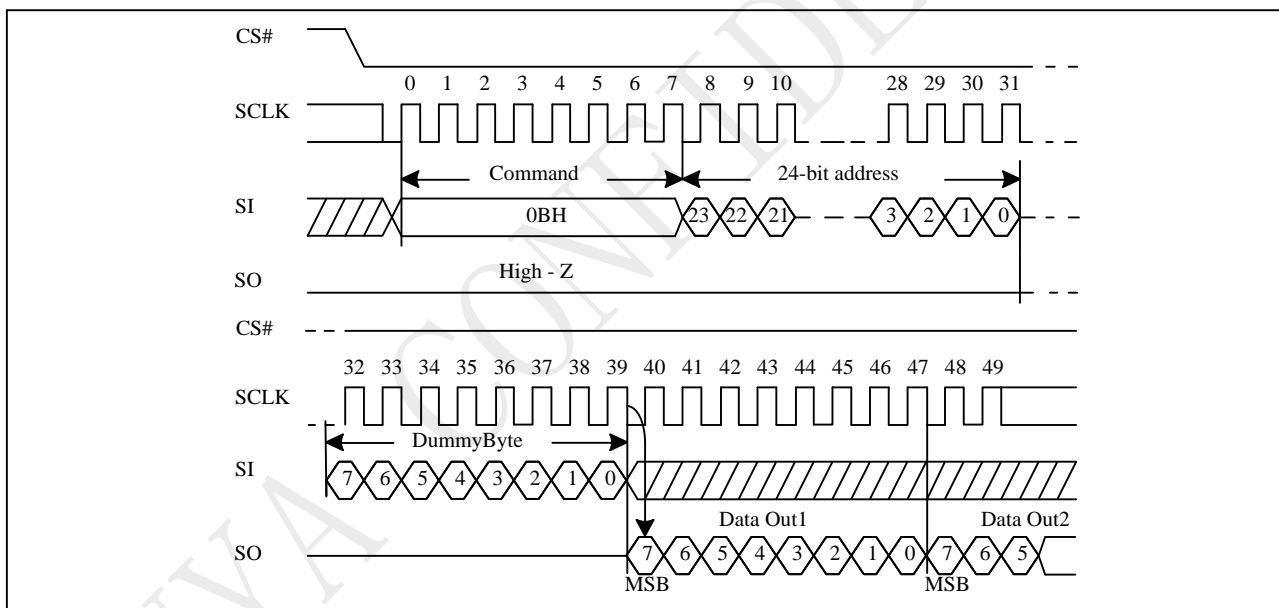 CS#
0 1 2 3 4 5 6 7 8 9 10 28 29 30 31
SCLK
Command 24-bit address
SI 0BH 23 22 21 3 2 1 0
High - Z
SO
CS#
32 33 34 35 36 37 38 39 40 41 42 43 44 45 46 47 48 49
SCLK
DummyByte
SI 7 6 5 4 3 2 1 0
Data Out1 Data Out2
SO 7 6 5 4 3 2 1 0 7 6 5
MSB MSB